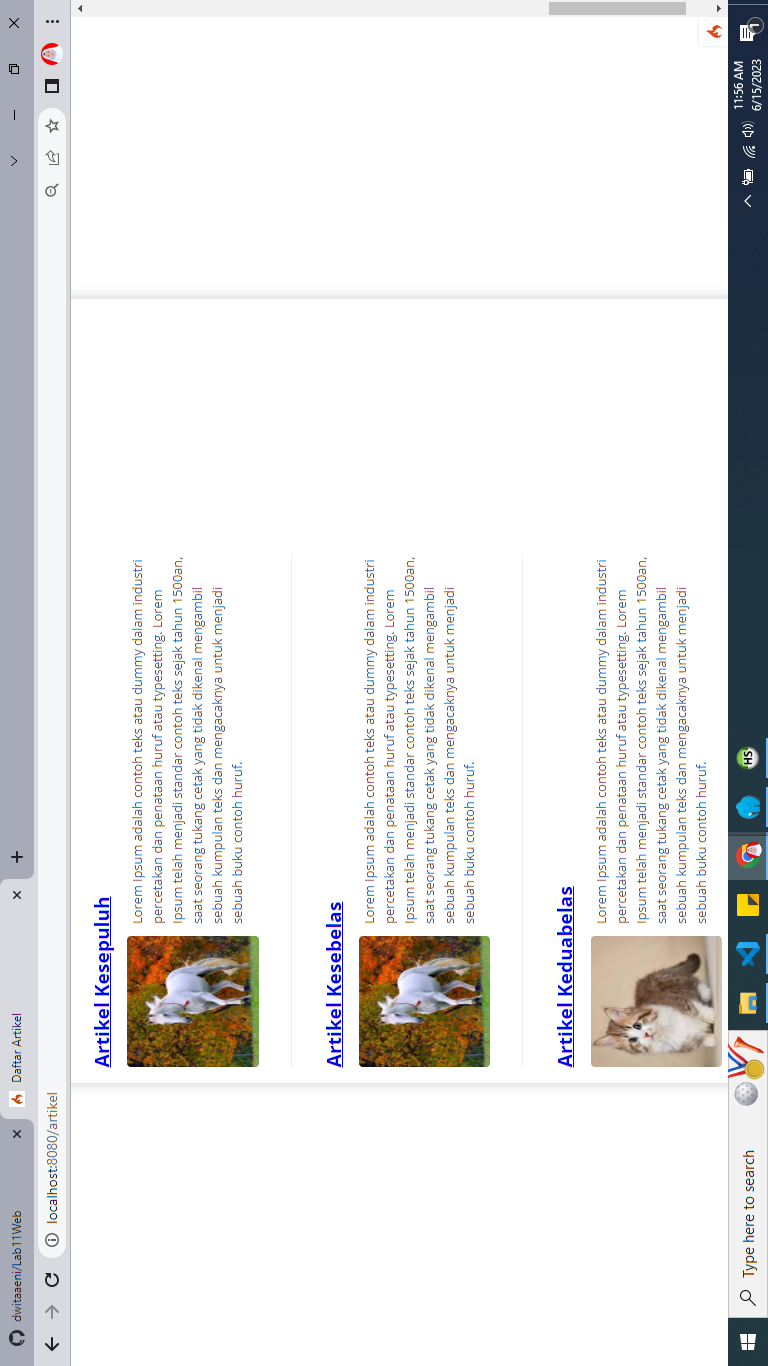 dwitaaeni/Lab11Web
Daftar Artikel
localhost:8080/artikel
Artikel Kesepuluh
Lorem Ipsum adalah contoh teks atau dummy dalam industri
percetakan dan penataan huruf atau typesetting. Lorem
Ipsum telah menjadi standar contoh teks sejak tahun 1500an,
saat seorang tukang cetak yang tidak dikenal mengambil
sebuah kumpulan teks dan mengacaknya untuk menjadi
sebuah buku contoh huruf.
Artikel Kesebelas
Lorem Ipsum adalah contoh teks atau dummy dalam industri
percetakan dan penataan huruf atau typesetting. Lorem
Ipsum telah menjadi standar contoh teks sejak tahun 1500an,
saat seorang tukang cetak yang tidak dikenal mengambil
sebuah kumpulan teks dan mengacaknya untuk menjadi
sebuah buku contoh huruf.
Artikel Keduabelas
Lorem Ipsum adalah contoh teks atau dummy dalam industri
percetakan dan penataan huruf atau typesetting. Lorem
Ipsum telah menjadi standar contoh teks sejak tahun 1500an,
saat seorang tukang cetak yang tidak dikenal mengambil
sebuah kumpulan teks dan mengacaknya untuk menjadi
sebuah buku contoh huruf.
Type here to search
HS
11:56 AM
6/15/2023
1